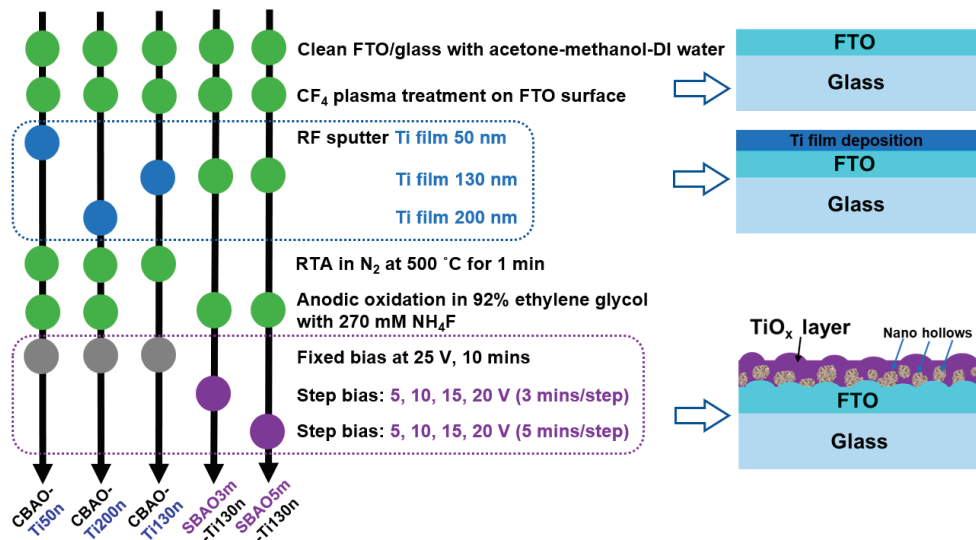 Clean FTO/glass with acetone-methanol-DI water
CF₄ plasma treatment on FTO surface
RF sputter Ti film 50 nm
Ti film 130 nm
Ti film 200 nm
RTA in N₂ at 500 ˚C for 1 min
Anodic oxidation in 92% ethylene glycol
with 270 mM NH₄F
Fixed bias at 25 V, 10 mins
Step bias: 5, 10, 15, 20 V (3 mins/step)
Step bias: 5, 10, 15, 20 V (5 mins/step)
CBAO-
Ti50n
CBAO-
Ti200n
CBAO-
Ti130n
SBAO3m
-Ti130n
SBAO5m
-Ti130n
FTO
Glass
Ti film deposition
FTO
Glass
TiOₓ layer
Nano hollows
FTO
Glass